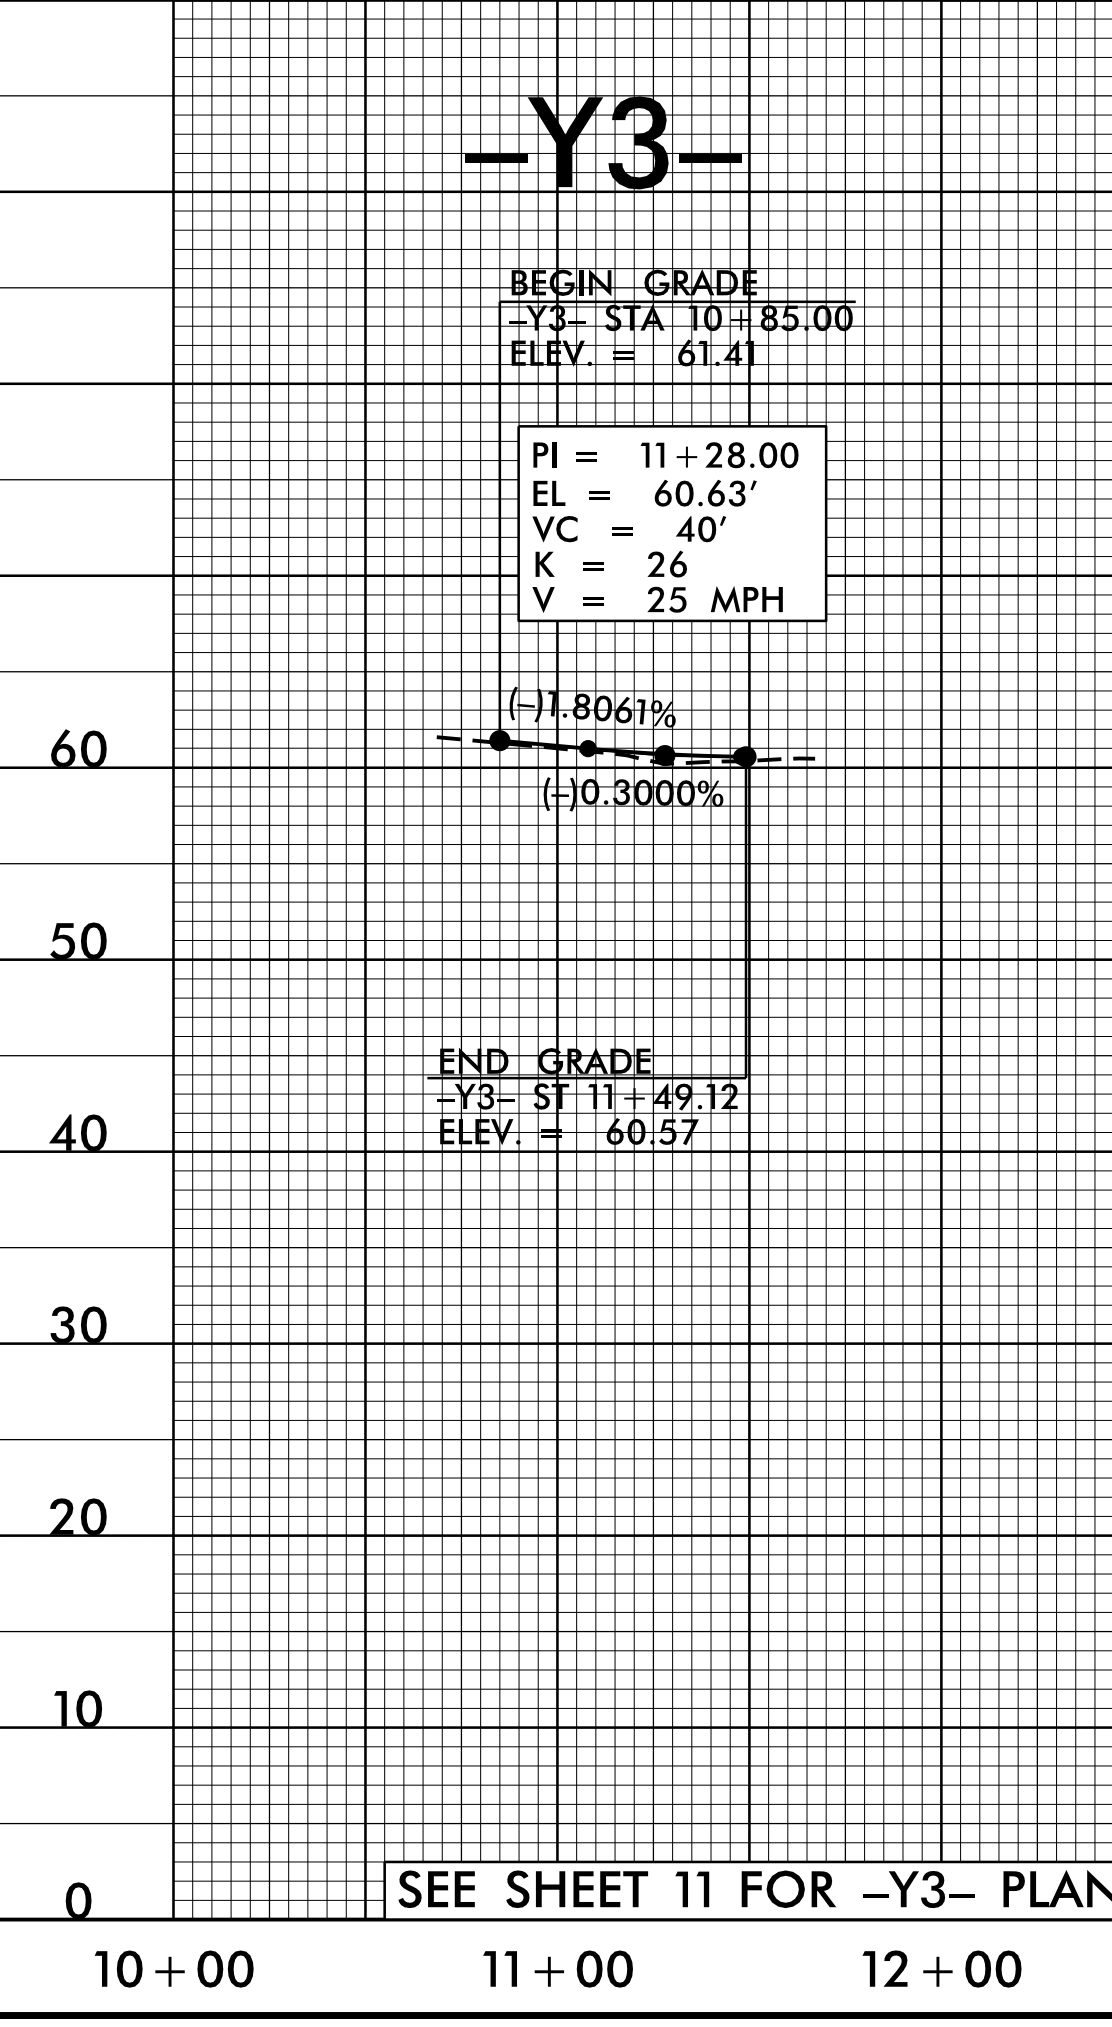 –Y3–
BEGIN GRADE
–Y3– STA 10+85.00
ELEV. = 61.41
PI = 11+28.00
EL = 60.63'
VC = 40'
K = 26
V = 25 MPH
(–)1.8061%
60
(–)0.3000%
50
END GRADE
–Y3– ST 11+49.12
ELEV. = 60.57
40
30
20
10
SEE SHEET 11 FOR –Y3– PLAN
0
10+00 11+00 12+00